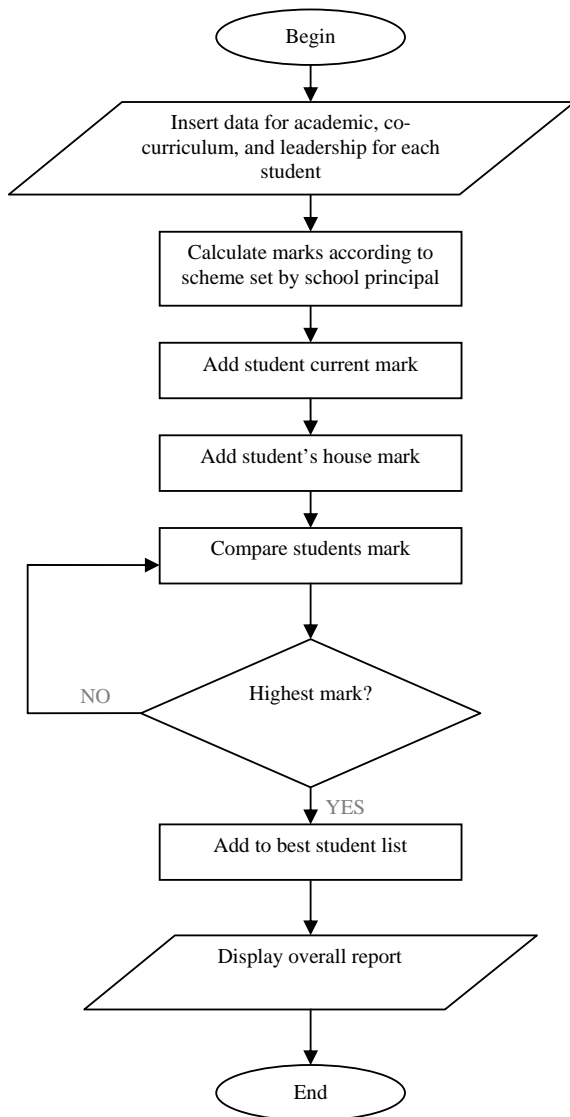 Begin
Insert data for academic, co-
curriculum, and leadership for each
student
Calculate marks according to
scheme set by school principal
Add student current mark
Add student’s house mark
Compare students mark
Highest mark?
NO
YES
Add to best student list
Display overall report
End